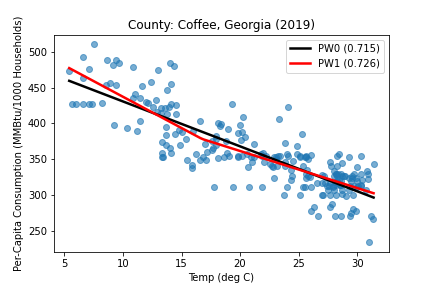 County: Coffee, Georgia (2019)
PW0 (0.715)
PW1 (0.726)
Per-Capita Consumption (MMBtu/1000 Households)
500
450
400
350
300
250
5 10 15 20 25 30
Temp (deg C)